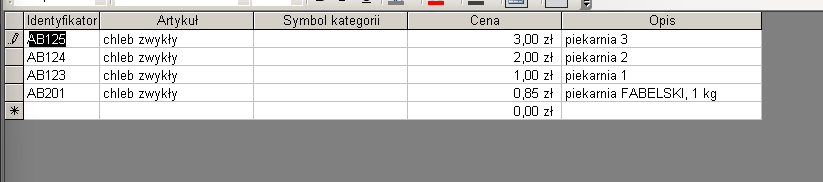 Identyfikator Artykuł Symbol kategorii Cena Opis
AB125 chleb zwykły 3,00 zł piekarnia 3
AB124 chleb zwykły 2,00 zł piekarnia 2
AB123 chleb zwykły 1,00 zł piekarnia 1
AB201 chleb zwykły 0,85 zł piekarnia FABELSKI, 1 kg
0,00 zł